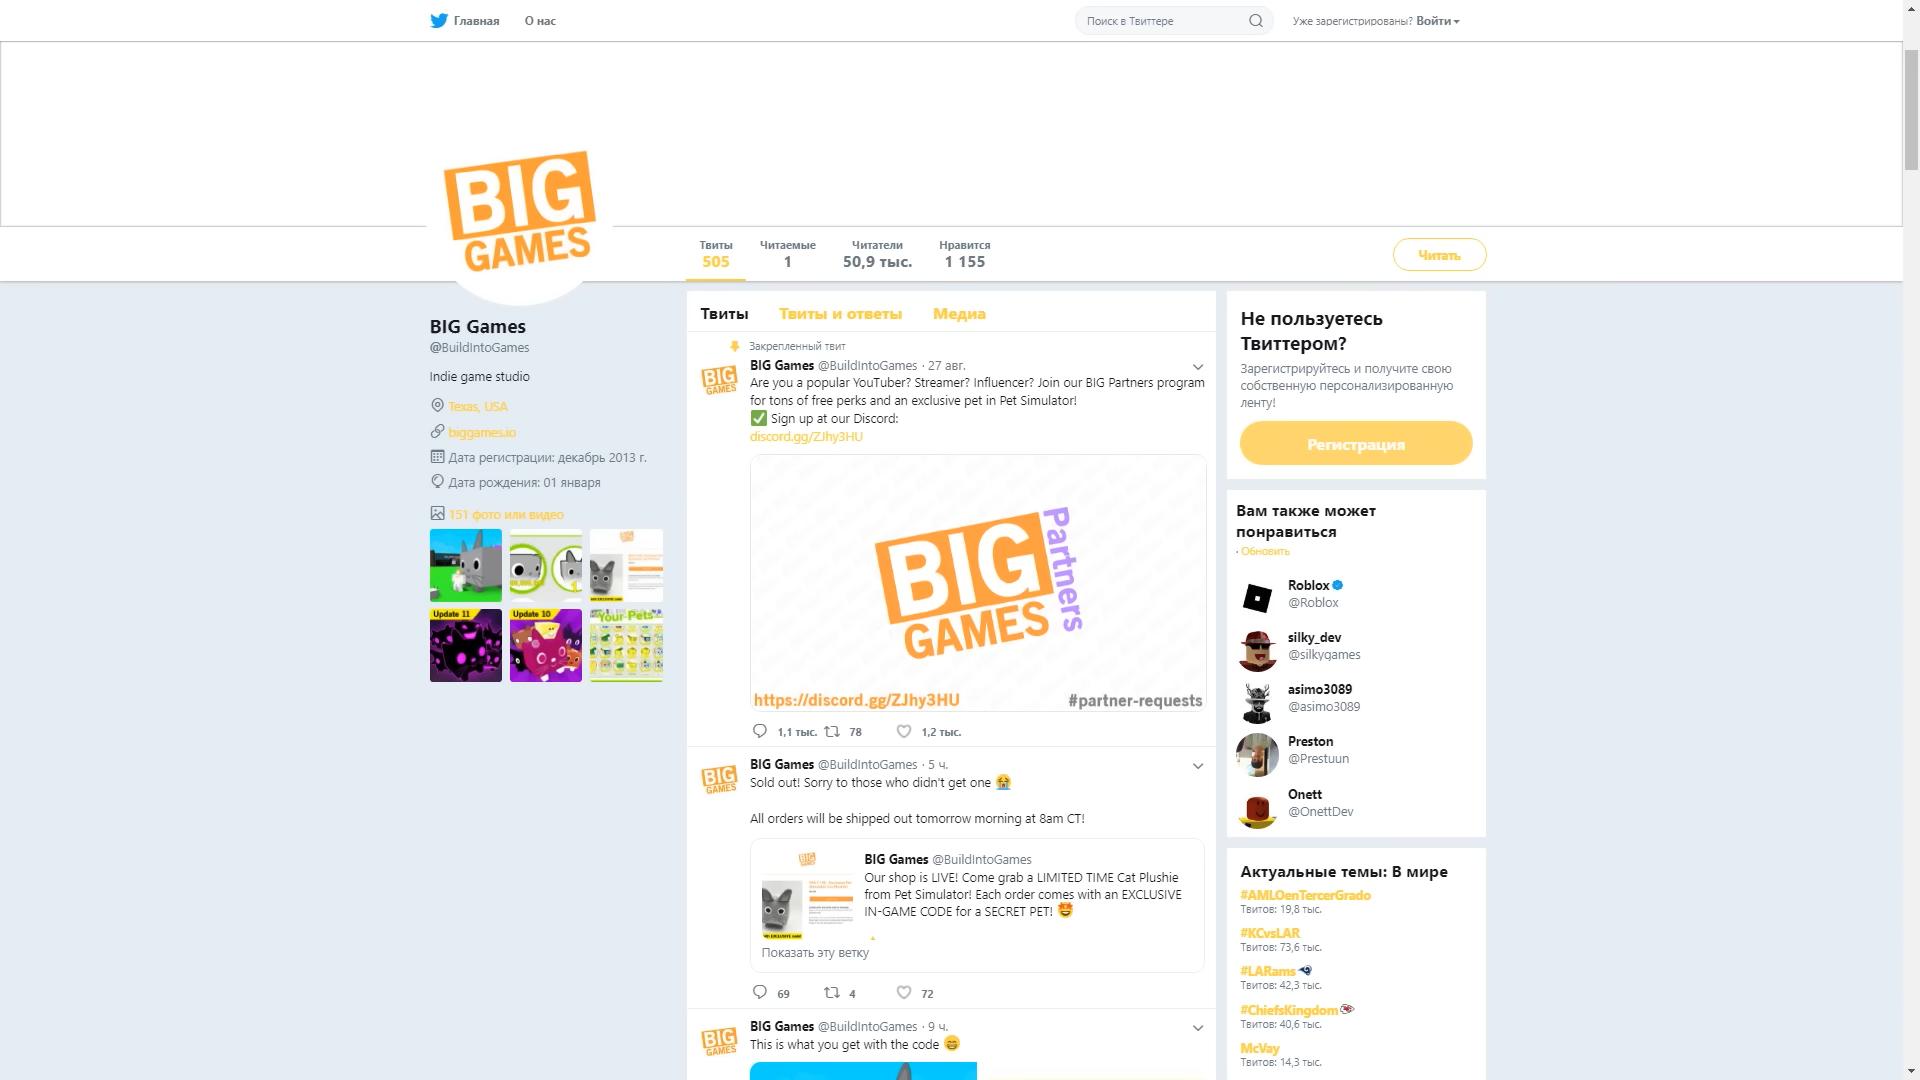 Главная
О нас
Поиск в Твиттере
Уже зарегистрированы? Войти
BIG
GAMES
Твиты
505
Читаемые
1
Читатели
50,9 тыс.
Нравится
1 155
Читать
BIG Games
@BuildIntoGames
Indie game studio
Texas, USA
biggames.io
Дата регистрации: декабрь 2013 г.
Дата рождения: 01 января
151 фото или видео
Update 11
Update 10
Your Pets
Твиты
Твиты и ответы
Медиа
Закрепленный твит
BIG GAMES
BIG Games @BuildIntoGames · 27 авг.
Are you a popular YouTuber? Streamer? Influencer? Join our BIG Partners program
for tons of free perks and an exclusive pet in Pet Simulator!
✅ Sign up at our Discord:
discord.gg/ZJhy3HU
BIG
GAMES
Partners
https://discord.gg/ZJhy3HU
#partner-requests
1,1 тыс.
78
1,2 тыс.
BIG GAMES
BIG Games @BuildIntoGames · 5 ч.
Sold out! Sorry to those who didn't get one 😭
All orders will be shipped out tomorrow morning at 8am CT!
BIG Games @BuildIntoGames
Our shop is LIVE! Come grab a LIMITED TIME Cat Plushie
from Pet Simulator! Each order comes with an EXCLUSIVE
IN-GAME CODE for a SECRET PET! 🤩
Показать эту ветку
69
4
72
BIG GAMES
BIG Games @BuildIntoGames · 9 ч.
This is what you get with the code 😄
Не пользуетесь
Твиттером?
Зарегистрируйтесь и получите свою
собственную персонализированную
ленту!
Регистрация
Вам также может
понравиться
· Обновить
Roblox
@Roblox
silky_dev
@silkygames
asimo3089
@asimo3089
Preston
@Prestuun
Onett
@OnettDev
Актуальные темы: В мире
#AMLOenTercerGrado
Твитов: 19,8 тыс.
#KCvsLAR
Твитов: 73,6 тыс.
#LARams
Твитов: 42,3 тыс.
#ChiefsKingdom
Твитов: 40,6 тыс.
McVay
Твитов: 14,3 тыс.